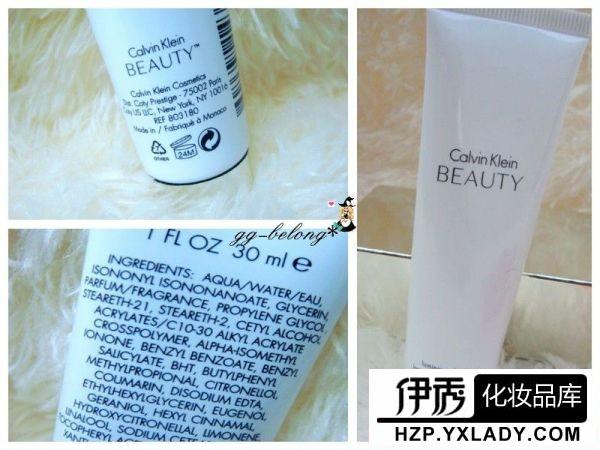 Calvin Klein
BEAUTY™
Calvin Klein Cosmetics
Dist. Coty Prestige - 75002 Paris
Coty US LLC, New York, NY 10016
REF 803180
Made in / Fabriqué à Monaco
OTHER
24M
gg-belong*
1 FL OZ 30 ml e
INGREDIENTS: AQUA/WATER/EAU,
ISONONYL ISONONANOATE, GLYCERIN,
PARFUM/FRAGRANCE, PROPYLENE GLYCOL,
STEARETH-21, STEARETH-2, CETYL ALCOHOL,
ACRYLATES/C10-30 ALKYL ACRYLATE
CROSSPOLYMER, ALPHA-ISOMETHYL
IONONE, BENZYL BENZOATE, BENZYL
SALICYLATE, BHT, BUTYLPHENYL
METHYLPROPIONAL, CITRONELLOL,
COUMARIN, DISODIUM EDTA,
ETHYLHEXYLGLYCERIN, EUGENOL,
GERANIOL, HEXYL CINNAMAL,
HYDROXYCITRONELLAL, LIMONENE,
LINALOOL, SODIUM CETE
Calvin Klein
BEAUTY
伊秀 化妆品库
HZP.YXLADY.COM